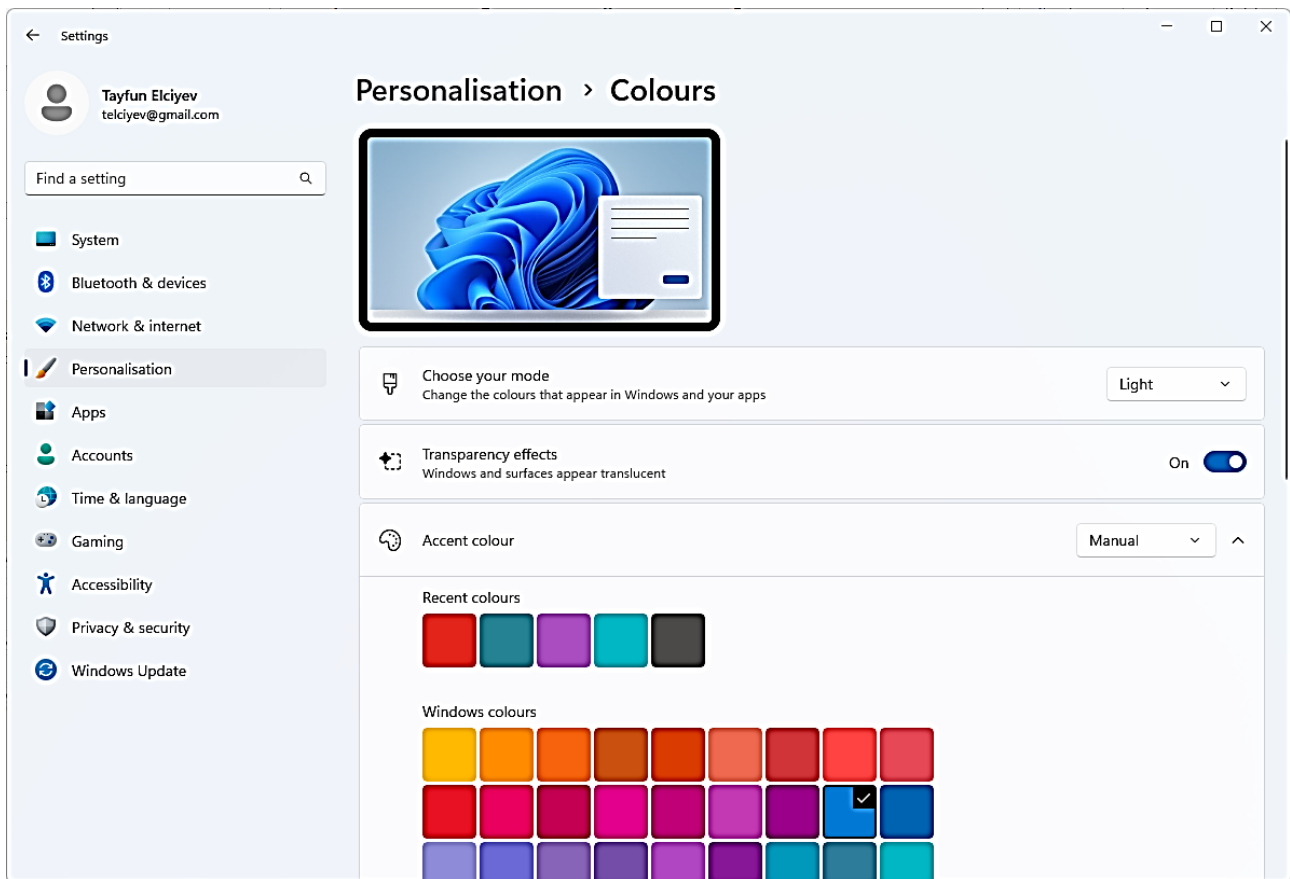 Settings
Tayfun Elciyev
telciyev@gmail.com
Find a setting
System
Bluetooth & devices
Network & internet
Personalisation
Apps
Accounts
Time & language
Gaming
Accessibility
Privacy & security
Windows Update
Personalisation > Colours
Choose your mode
Change the colours that appear in Windows and your apps
Light
Transparency effects
Windows and surfaces appear translucent
On
Accent colour
Manual
Recent colours
Windows colours